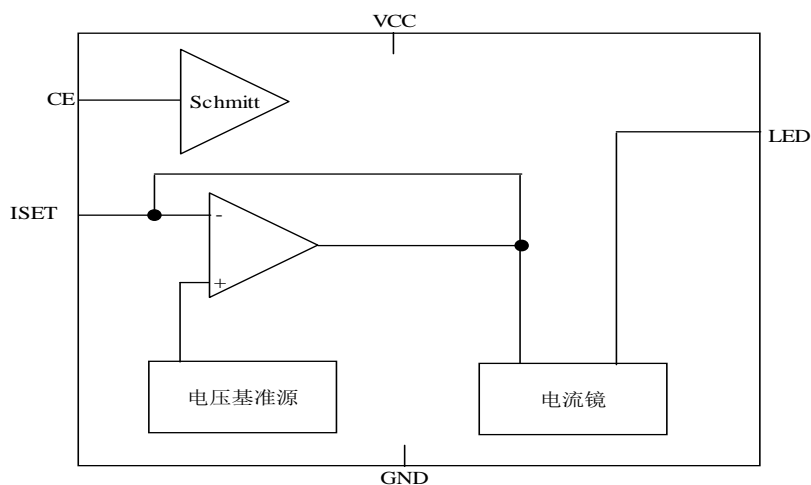 VCC
CE
Schmitt
LED
ISET
-
+
电压基准源
电流镜
GND